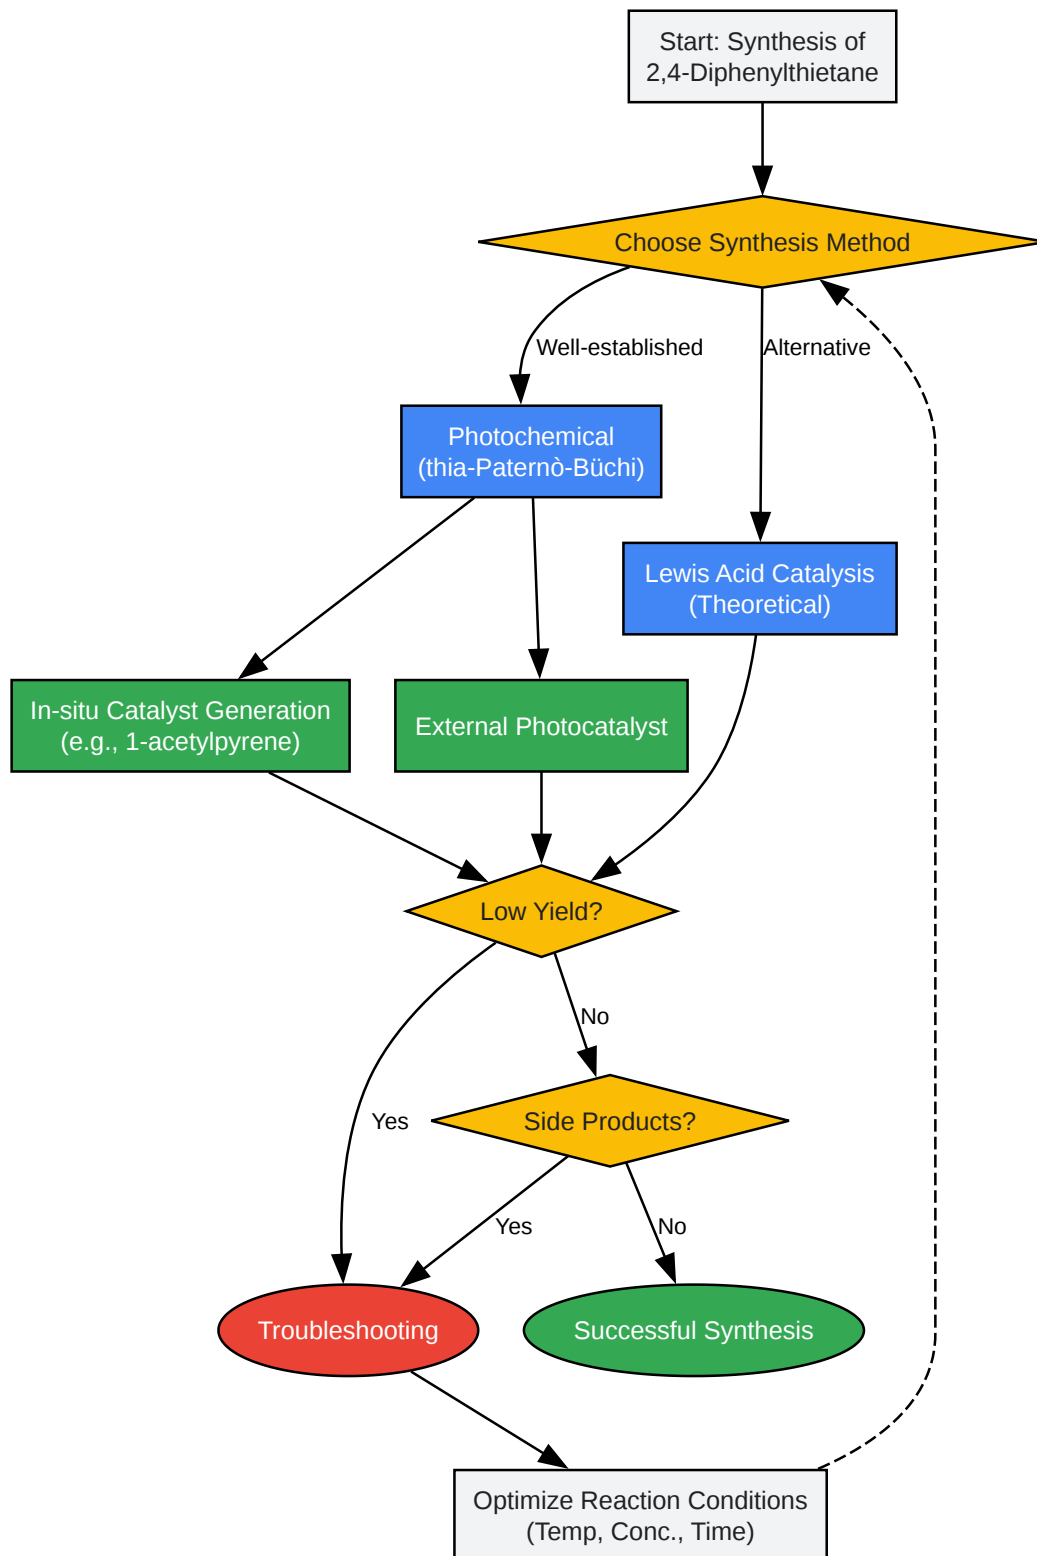 Start: Synthesis of
2,4-Diphenylthietane
Choose Synthesis Method
Well-established
Alternative
Photochemical
(thia-Paternò-Büchi)
Lewis Acid Catalysis
(Theoretical)
In-situ Catalyst Generation
(e.g., 1-acetylpyrene)
External Photocatalyst
Low Yield?
No
Yes
Side Products?
Yes
No
Troubleshooting
Successful Synthesis
Optimize Reaction Conditions
(Temp, Conc., Time)